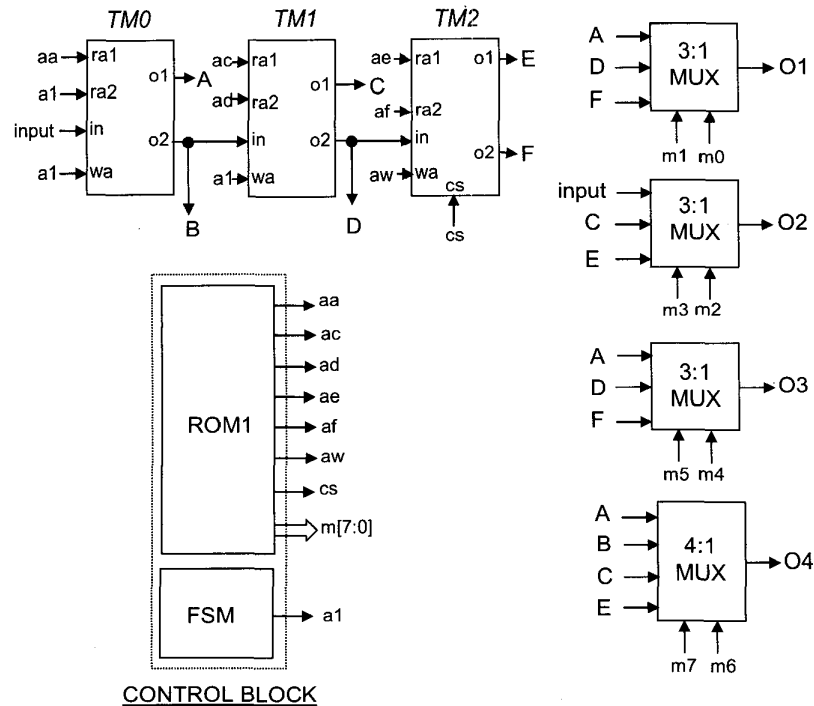 TM0
aa
ra1
o1
A
a1
ra2
input
in
o2
a1
wa
B
TM1
ac
ra1
o1
C
ad
ra2
in
o2
a1
wa
D
TM2
ae
ra1
o1
E
af
ra2
in
o2
F
aw
wa
cs
cs
A
D
F
3:1
MUX
O1
m1 m0
input
C
E
3:1
MUX
O2
m3 m2
A
D
F
3:1
MUX
O3
m5 m4
A
B
C
E
4:1
MUX
O4
m7 m6
ROM1
aa
ac
ad
ae
af
aw
cs
m[7:0]
FSM
a1
CONTROL BLOCK